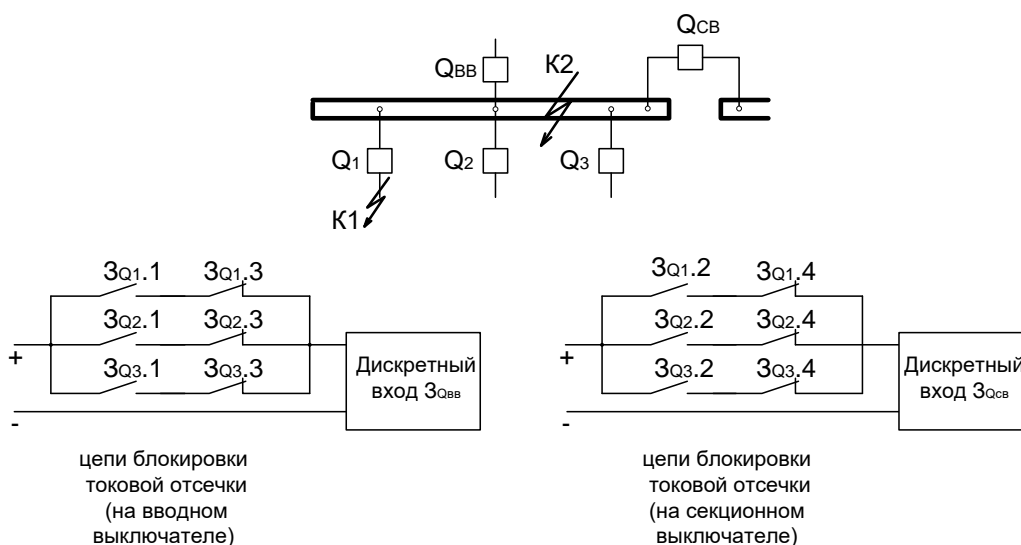 QСВ
QВВ
К2
Q1
Q2
Q3
К1
ЗQ1.1 ЗQ1.3
ЗQ2.1 ЗQ2.3
ЗQ3.1 ЗQ3.3
+
-
Дискретный
вход ЗQвв
цепи блокировки
токовой отсечки
(на вводном
выключателе)
ЗQ1.2 ЗQ1.4
ЗQ2.2 ЗQ2.4
ЗQ3.2 ЗQ3.4
+
-
Дискретный
вход ЗQсв
цепи блокировки
токовой отсечки
(на секционном
выключателе)